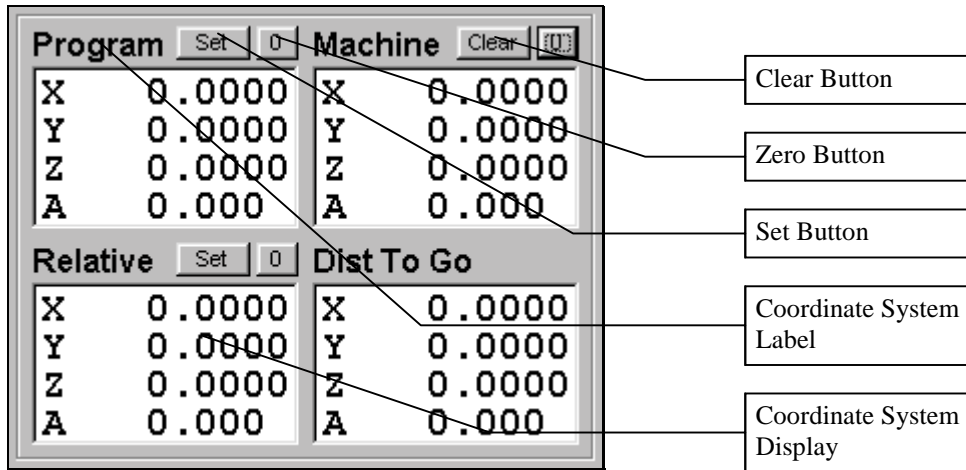 Program Set 0 Machine Clear
X 0.0000 X 0.0000
Y 0.0000 Y 0.0000
Z 0.0000 Z 0.0000
A 0.000 A 0.000
Relative Set 0 Dist To Go
X 0.0000 X 0.0000
Y 0.0000 Y 0.0000
Z 0.0000 Z 0.0000
A 0.000 A 0.000
Clear Button
Zero Button
Set Button
Coordinate System
Label
Coordinate System
Display